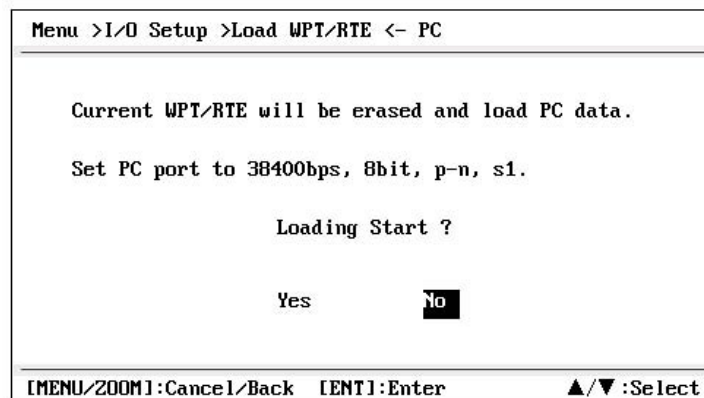 Menu >I/O Setup >Load WPT/RTE <- PC
Current WPT/RTE will be erased and load PC data.
Set PC port to 38400bps, 8bit, p-n, s1.
Loading Start ?
Yes No
[MENU/ZOOM]:Cancel/Back [ENT]:Enter ▲/▼:Select